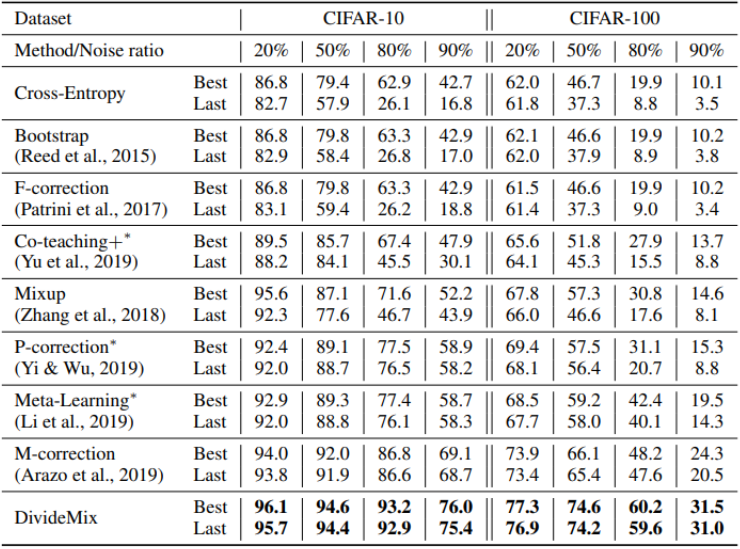 Dataset CIFAR-10 CIFAR-100
Method/Noise ratio 20% 50% 80% 90% 20% 50% 80% 90%
Cross-Entropy Best 86.8 79.4 62.9 42.7 62.0 46.7 19.9 10.1
Last 82.7 57.9 26.1 16.8 61.8 37.3 8.8 3.5
Bootstrap Best 86.8 79.8 63.3 42.9 62.1 46.6 19.9 10.2
(Reed et al., 2015) Last 82.9 58.4 26.8 17.0 62.0 37.9 8.9 3.8
F-correction Best 86.8 79.8 63.3 42.9 61.5 46.6 19.9 10.2
(Patrini et al., 2017) Last 83.1 59.4 26.2 18.8 61.4 37.3 9.0 3.4
Co-teaching+* Best 89.5 85.7 67.4 47.9 65.6 51.8 27.9 13.7
(Yu et al., 2019) Last 88.2 84.1 45.5 30.1 64.1 45.3 15.5 8.8
Mixup Best 95.6 87.1 71.6 52.2 67.8 57.3 30.8 14.6
(Zhang et al., 2018) Last 92.3 77.6 46.7 43.9 66.0 46.6 17.6 8.1
P-correction* Best 92.4 89.1 77.5 58.9 69.4 57.5 31.1 15.3
(Yi & Wu, 2019) Last 92.0 88.7 76.5 58.2 68.1 56.4 20.7 8.8
Meta-Learning* Best 92.9 89.3 77.4 58.7 68.5 59.2 42.4 19.5
(Li et al., 2019) Last 92.0 88.8 76.1 58.3 67.7 58.0 40.1 14.3
M-correction Best 94.0 92.0 86.8 69.1 73.9 66.1 48.2 24.3
(Arazo et al., 2019) Last 93.8 91.9 86.6 68.7 73.4 65.4 47.6 20.5
DivideMix Best 96.1 94.6 93.2 76.0 77.3 74.6 60.2 31.5
Last 95.7 94.4 92.9 75.4 76.9 74.2 59.6 31.0